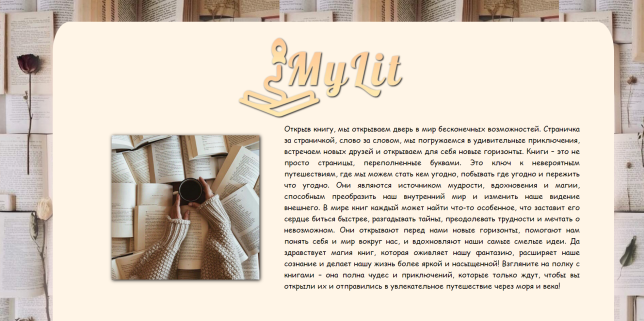 MyLit
Открыв книгу, мы открываем дверь в мир бесконечных возможностей. Страничка
за страничкой, слово за словом, мы погружаемся в удивительные приключения,
встречаем новых друзей и открываем для себя новые горизонты. Книги – это не
просто страницы, переполненные буквами. Это ключ к невероятным
путешествиям, где мы можем стать кем угодно, побывать где угодно и пережить
что угодно. Они являются источником мудрости, вдохновения и магии,
способным преобразить наш внутренний мир и изменить наше видение
внешнего. В мире книг каждый может найти что-то особенное, что заставит его
сердце биться быстрее, разгадывать тайны, преодолевать трудности и мечтать о
невозможном. Они открывают перед нами новые горизонты, помогают нам
понять себя и мир вокруг нас, и вдохновляют наши самые смелые идеи. Да
здравствует магия книг, которая оживляет нашу фантазию, расширяет наше
сознание и делает нашу жизнь более яркой и насыщенной! Взгляните на полку с
книгами – она полна чудес и приключений, которые только ждут, чтобы вы
открыли их и отправились в увлекательное путешествие через моря и века!